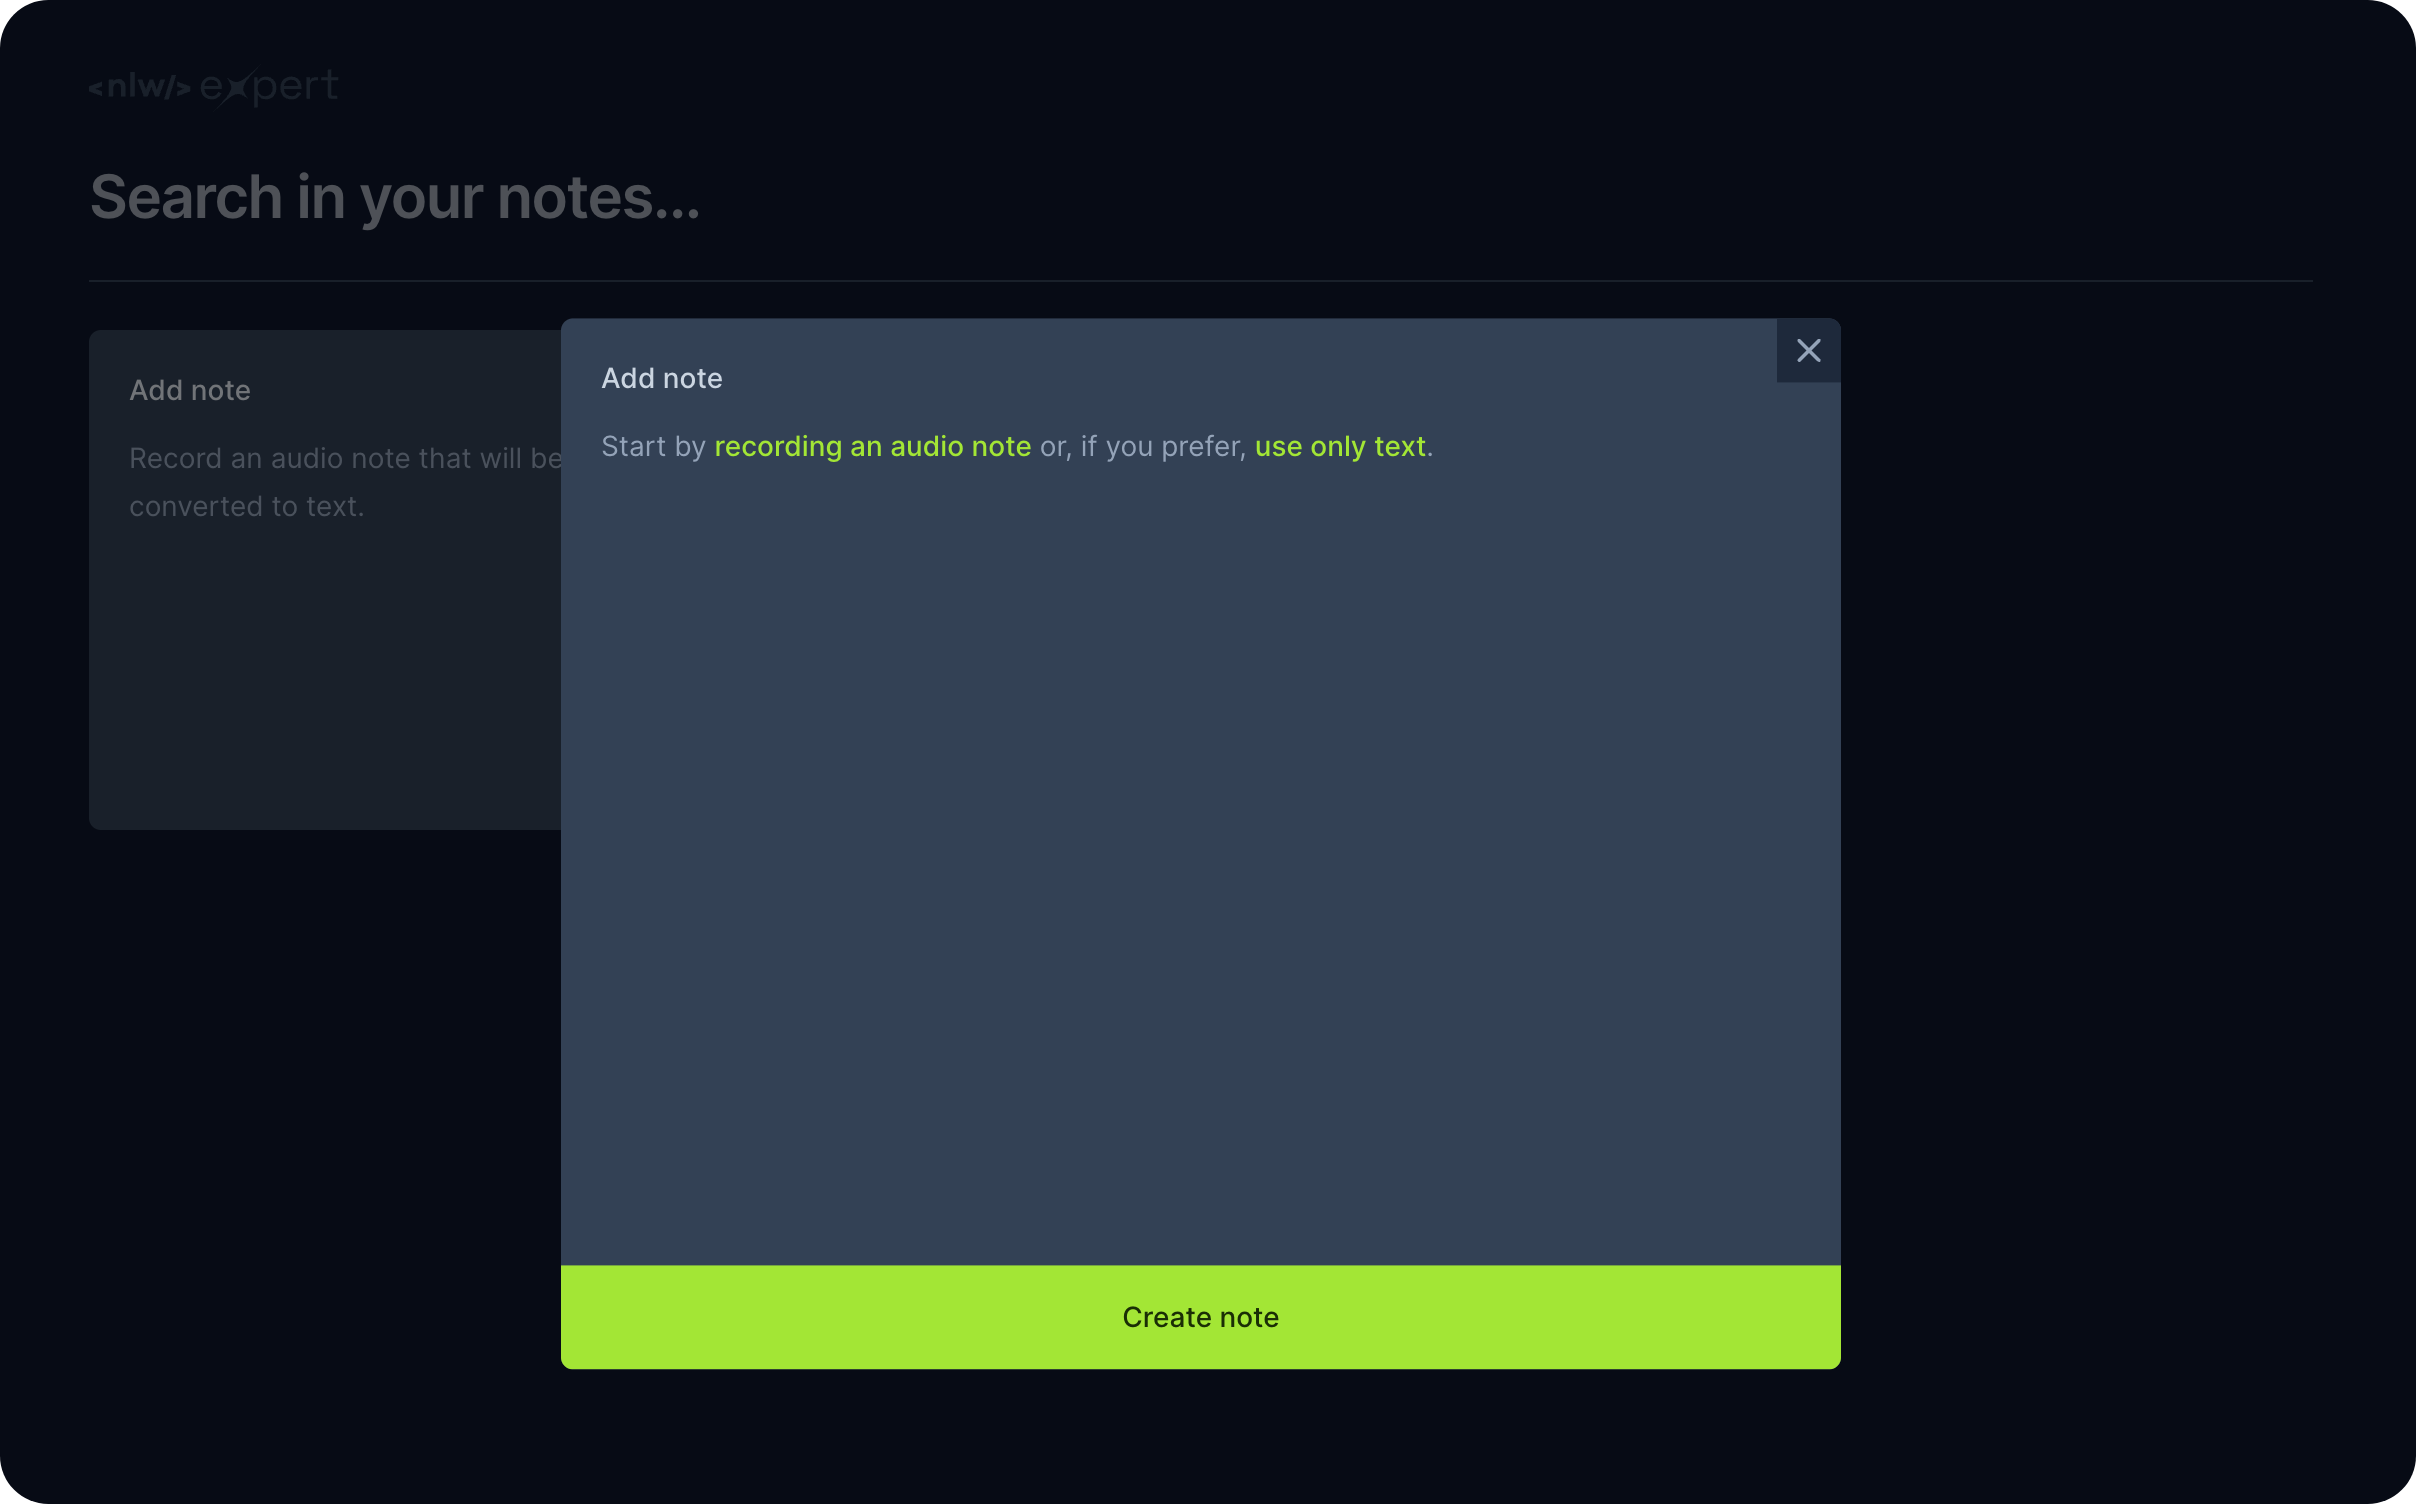 <nlw/> expert
Search in your notes...
Add note
Record an audio note that will be
converted to text.
Add note
Start by recording an audio note or, if you prefer, use only text.
Create note